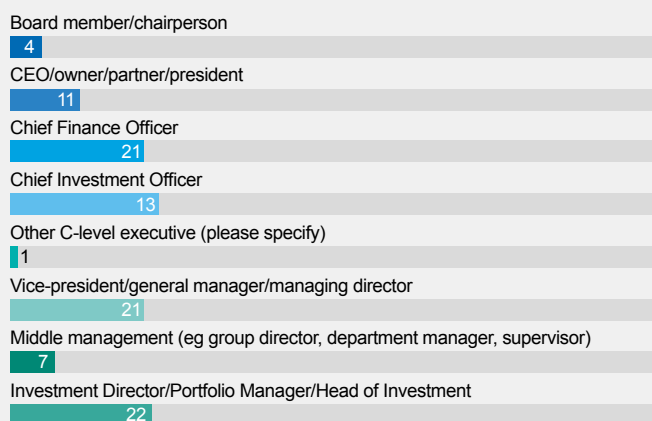 Board member/chairperson
4
CEO/owner/partner/president
11
Chief Finance Officer
21
Chief Investment Officer
13
Other C-level executive (please specify)
1
Vice-president/general manager/managing director
21
Middle management (eg group director, department manager, supervisor)
7
Investment Director/Portfolio Manager/Head of Investment
22